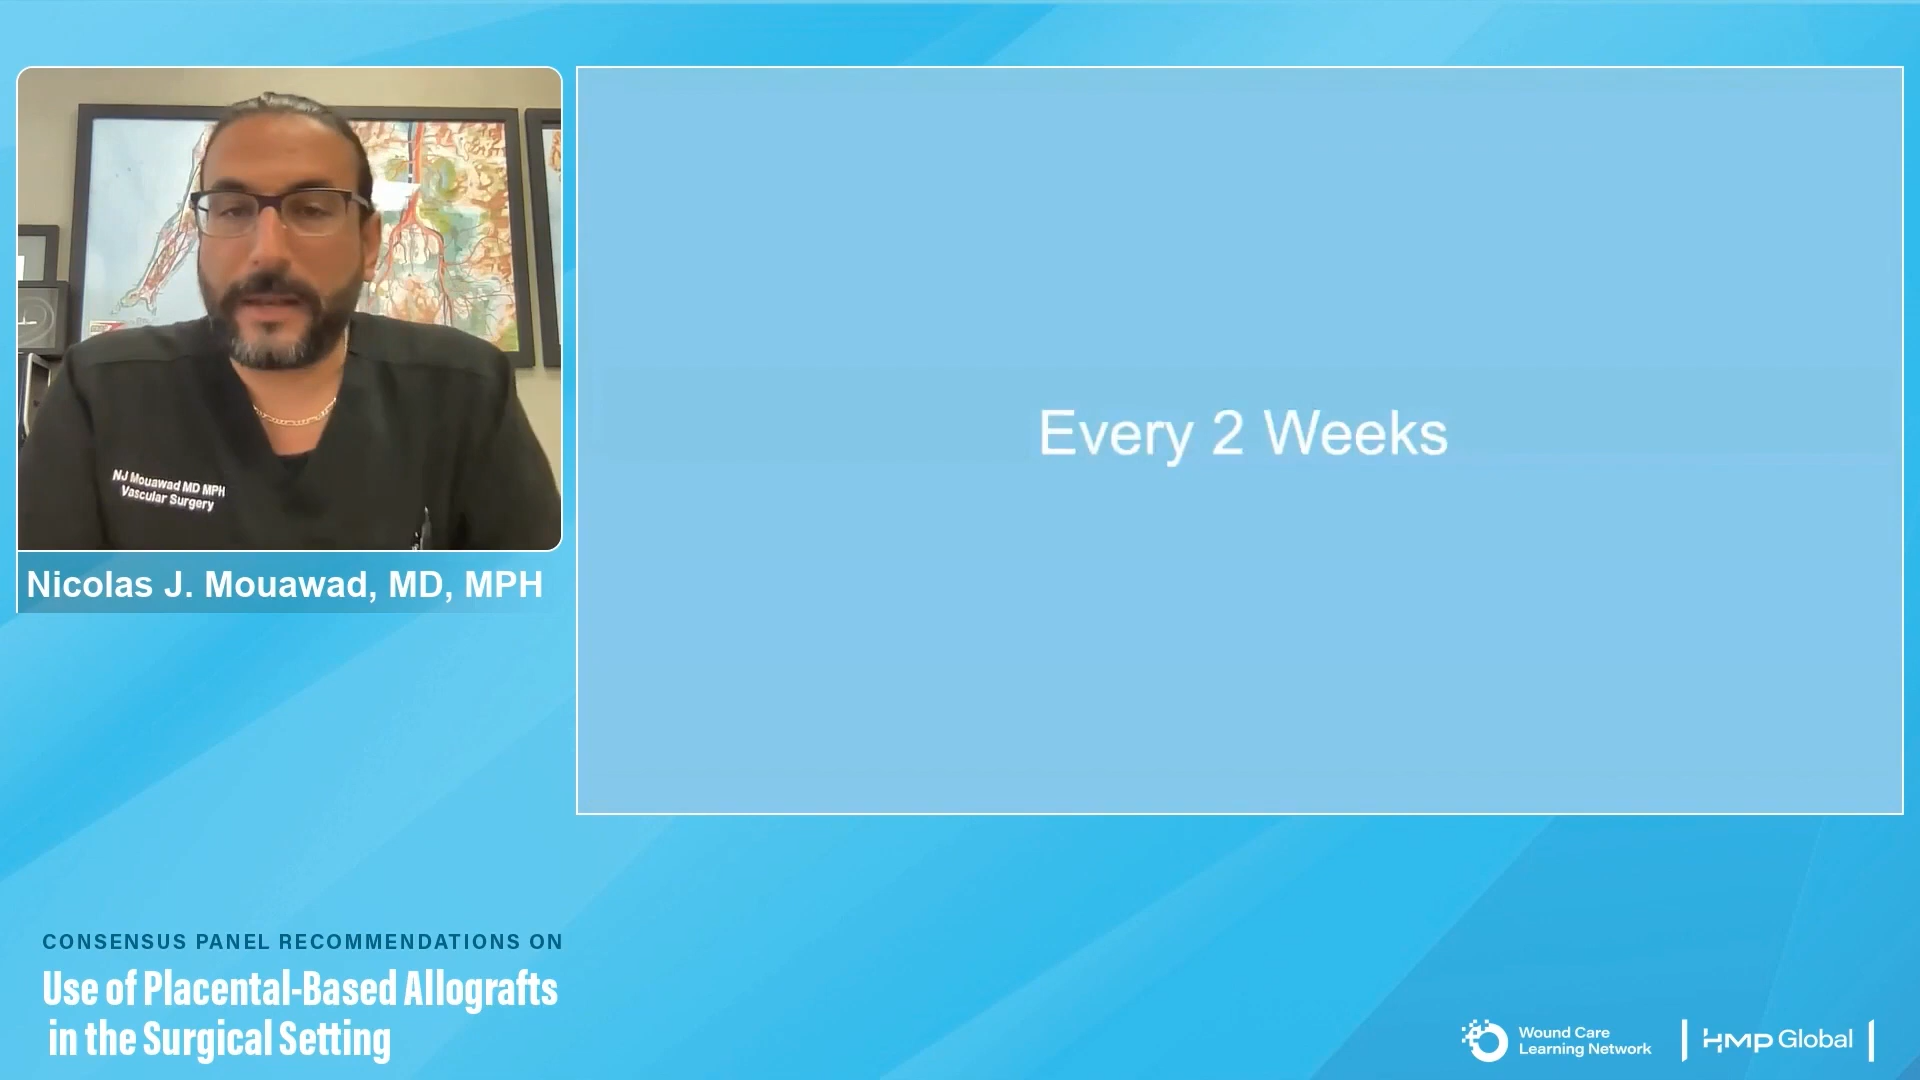 NJ Mouawad MD MPH
Vascular Surgery
Nicolas J. Mouawad, MD, MPH
Every 2 Weeks
CONSENSUS PANEL RECOMMENDATIONS ON
Use of Placental-Based Allografts
in the Surgical Setting
Wound Care
Learning Network
HMP Global